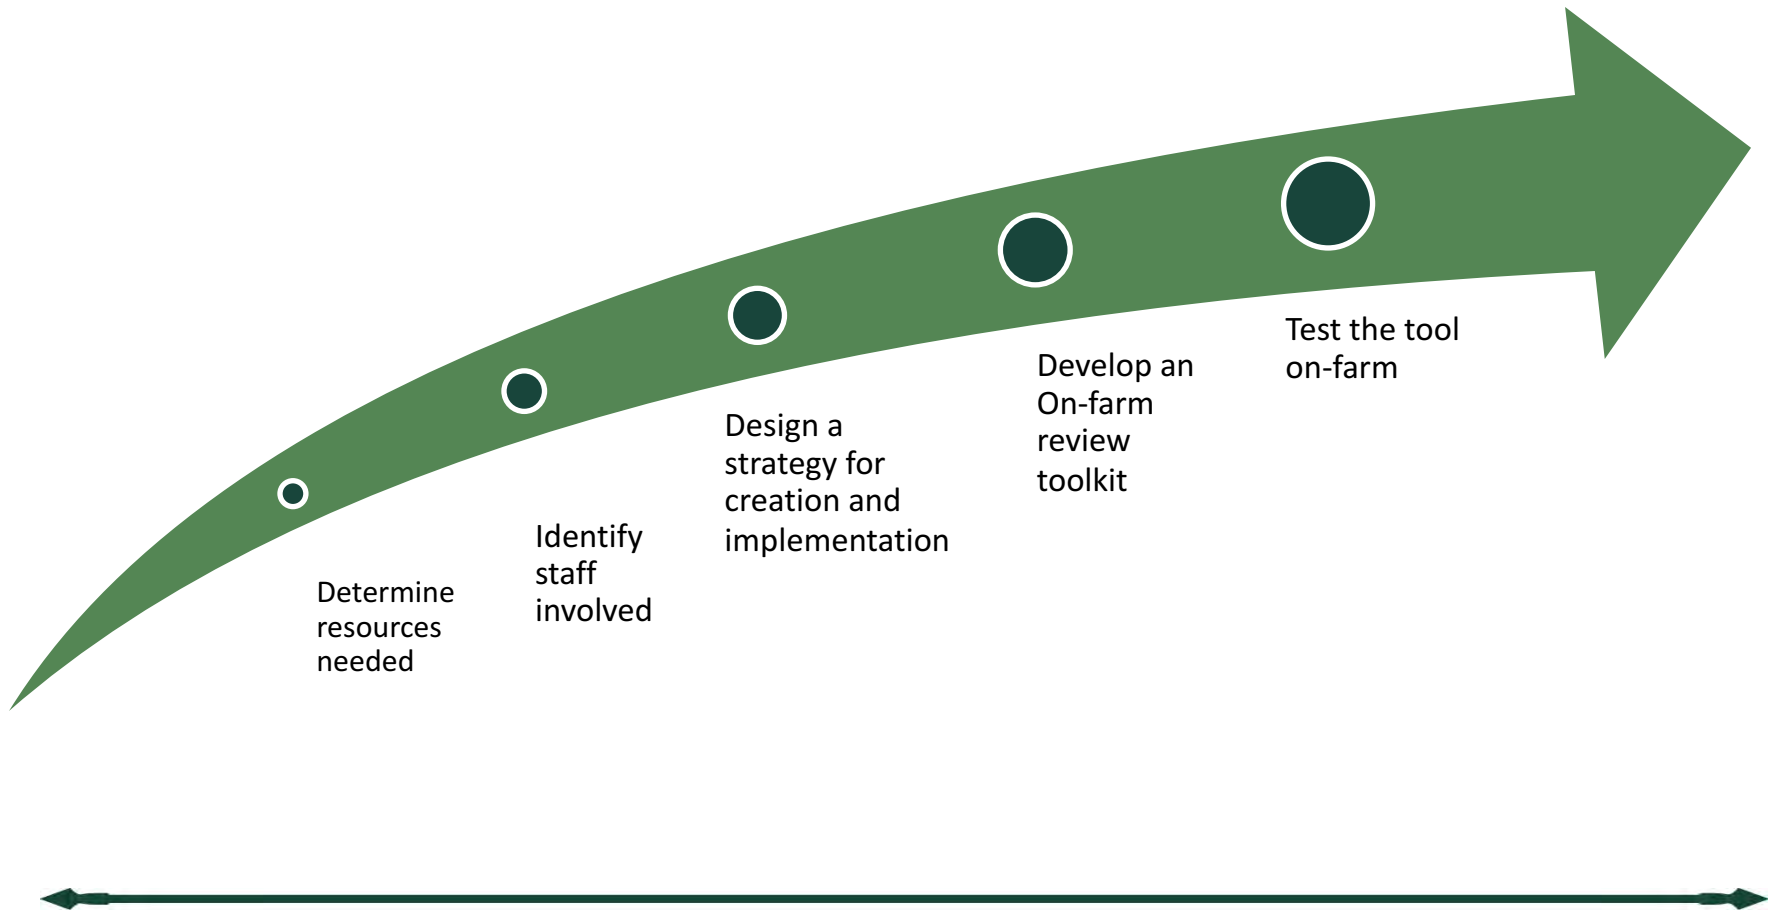 Determine
resources
needed
Identify
staff
involved
Design a
strategy for
creation and
implementation
Develop an
On-farm
review
toolkit
Test the tool
on-farm